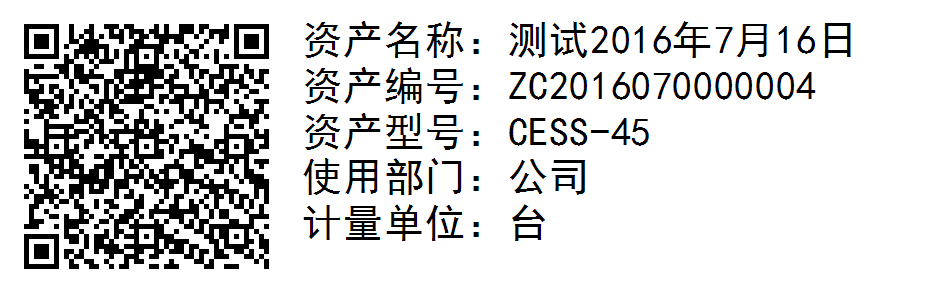 资产名称：测试2016年7月16日
资产编号：ZC2016070000004
资产型号：CESS-45
使用部门：公司
计量单位：台